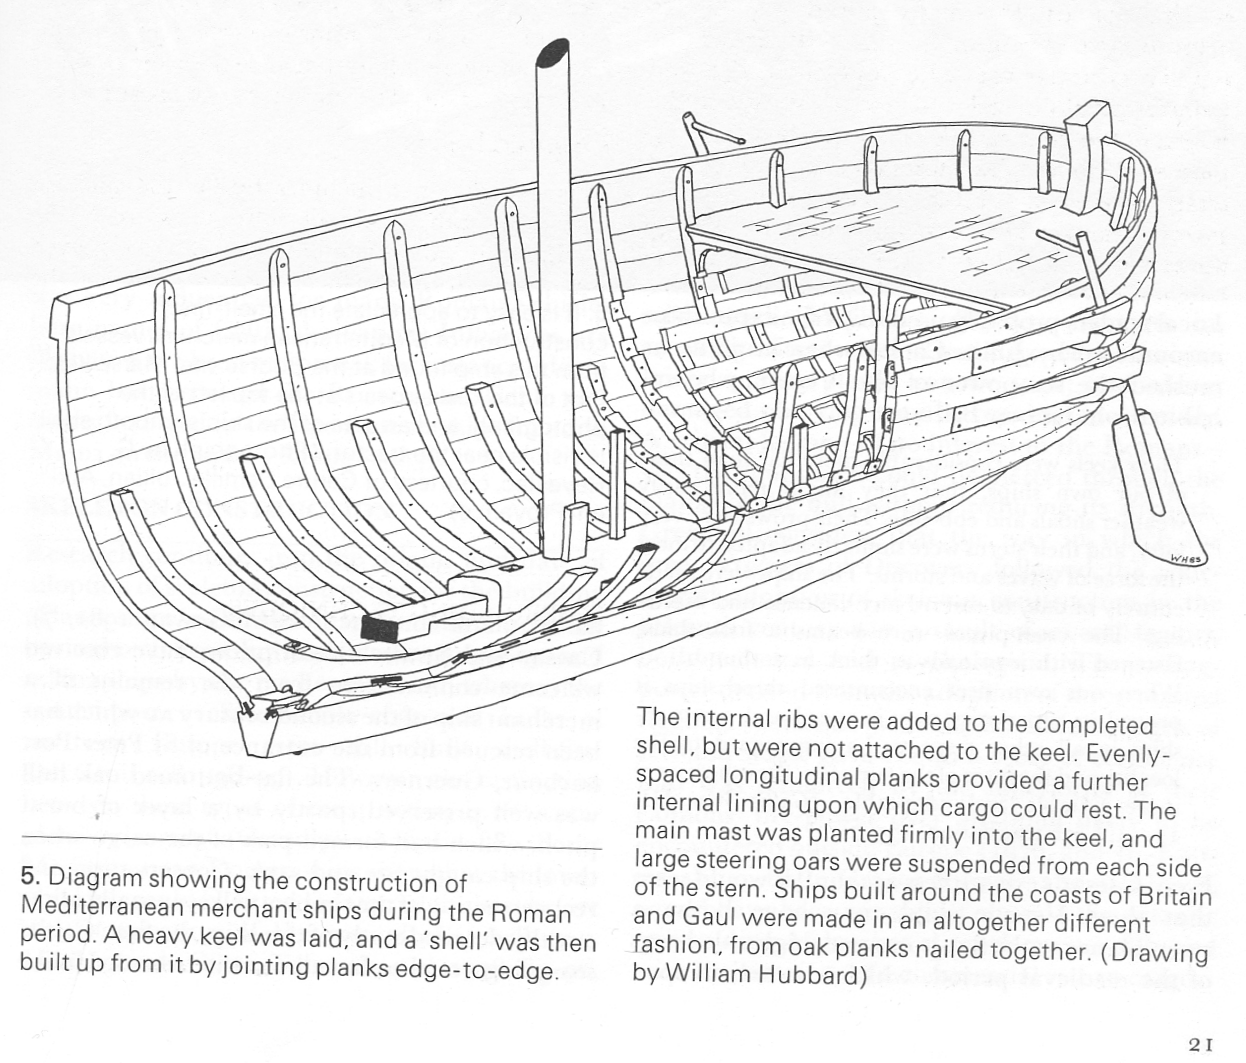 WH85
5. Diagram showing the construction of
Mediterranean merchant ships during the Roman
period. A heavy keel was laid, and a ‘shell’ was then
built up from it by jointing planks edge-to-edge.
The internal ribs were added to the completed
shell, but were not attached to the keel. Evenly-
spaced longitudinal planks provided a further
internal lining upon which cargo could rest. The
main mast was planted firmly into the keel, and
large steering oars were suspended from each side
of the stern. Ships built around the coasts of Britain
and Gaul were made in an altogether different
fashion, from oak planks nailed together. (Drawing
by William Hubbard)
21